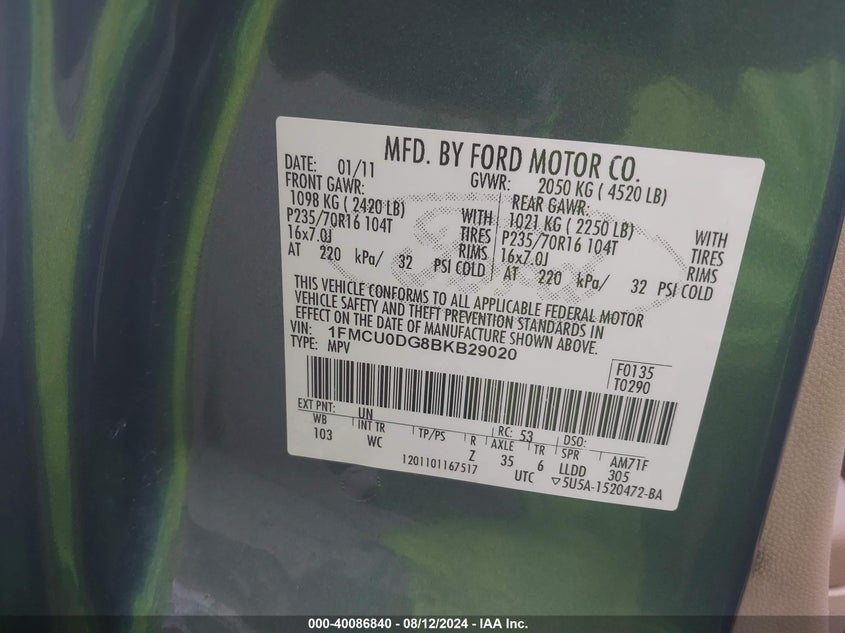 MFD. BY FORD MOTOR CO.
DATE: 01/11 GVWR: 2050 KG ( 4520 LB)
FRONT GAWR: REAR GAWR:
1098 KG ( 2420 LB) WITH 1021 KG ( 2250 LB) WITH
P235/70R16 104T TIRES P235/70R16 104T TIRES
16x7.0J RIMS 16x7.0J RIMS
AT 220 kPa/ 32 PSI COLD AT 220 kPa/ 32 PSI COLD
THIS VEHICLE CONFORMS TO ALL APPLICABLE FEDERAL MOTOR
VEHICLE SAFETY AND THEFT PREVENTION STANDARDS IN
EFFECT ON THE DATE OF MANUFACTURE SHOWN ABOVE.
VIN: 1FMCU0DG8BKB29020
TYPE: MPV
F0135
T0290
EXT PNT: UN RC: 53 DSO:
WB INT TR TP/PS R AXLE TR SPR AM71F
103 WC Z 35 6 LLDD 305
1201101167517 UTC ▽5U5A-1520472-BA
000-40086840 - 08/12/2024 - IAA Inc.